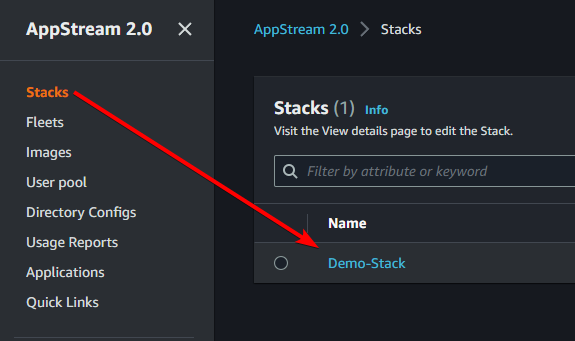 AppStream 2.0
Stacks
Fleets
Images
User pool
Directory Configs
Usage Reports
Applications
Quick Links
AppStream 2.0 > Stacks
Stacks (1) Info
Visit the View details page to edit the Stack.
Filter by attribute or keyword
Name
Demo-Stack